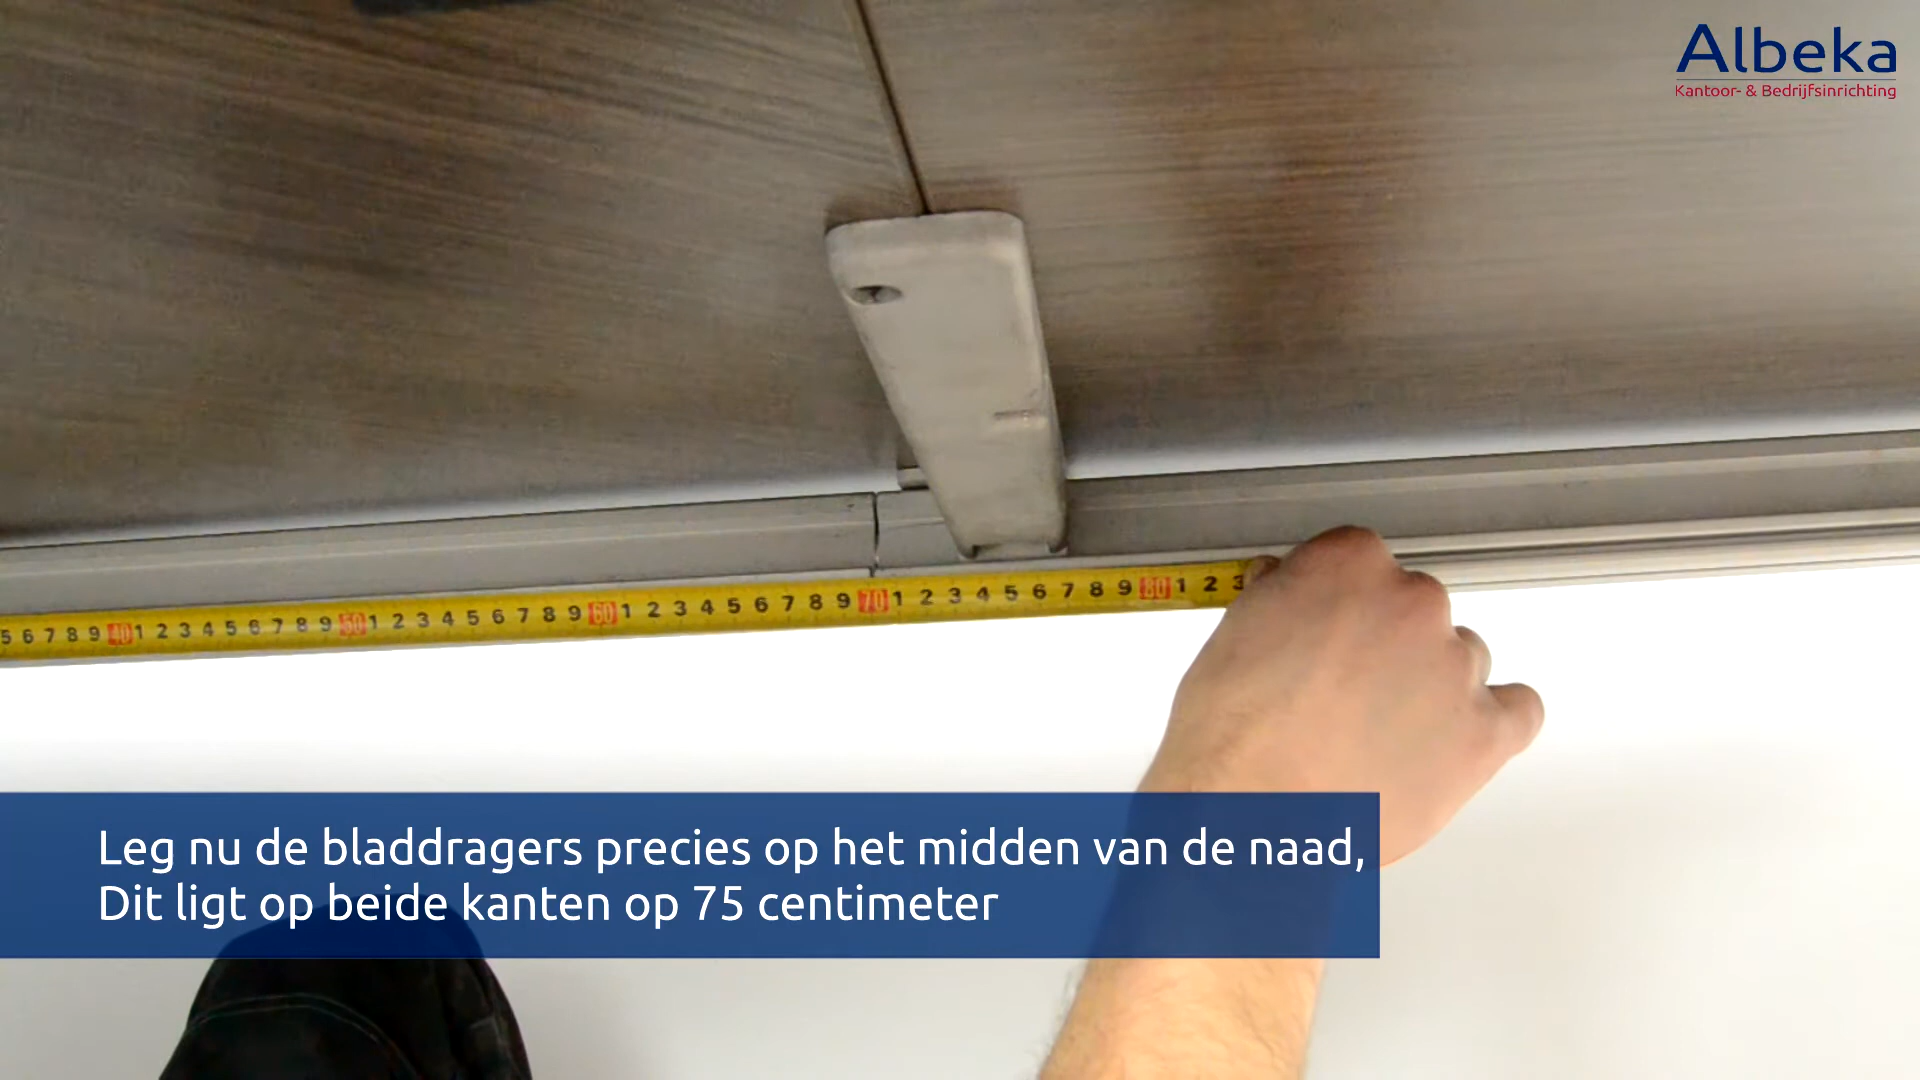 Albeka
Kantoor- & Bedrijfsinrichting
5 6 7 8 9 40 1 2 3 4 5 6 7 8 9 50 1 2 3 4 5 6 7 8 9 60 1 2 3 4 5 6 7 8 9 70 1 2 3 4 5 6 7 8 9 80 1 2 3
Leg nu de bladdragers precies op het midden van de naad,
Dit ligt op beide kanten op 75 centimeter